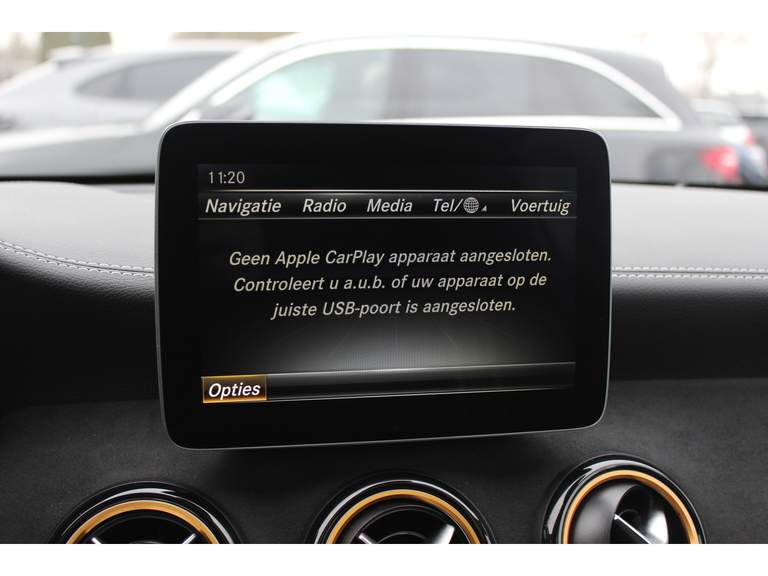 11:20
Navigatie Radio Media Tel/ Voertuig
Geen Apple CarPlay apparaat aangesloten.
Controleert u a.u.b. of uw apparaat op de
juiste USB-poort is aangesloten.
Opties